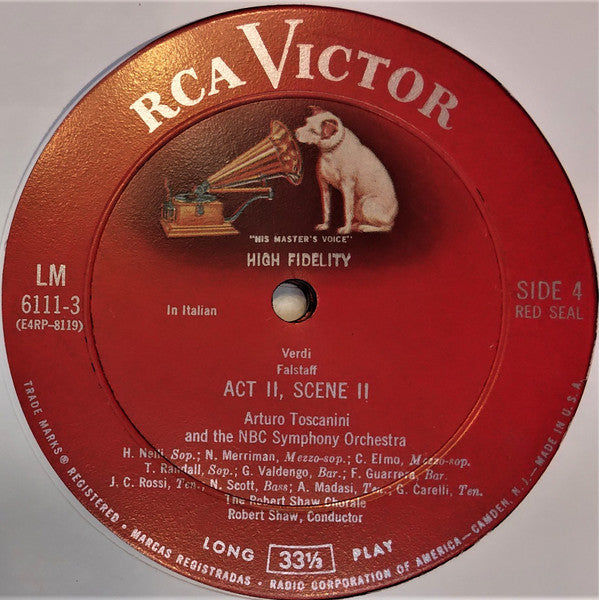 RCA VICTOR
"HIS MASTER'S VOICE"
HIGH FIDELITY
LM
6111-3
(E4RP-8119)
In Italian
SIDE 4
RED SEAL
Verdi
Falstaff
ACT II, SCENE II
Arturo Toscanini
and the NBC Symphony Orchestra
H. Nelli, Sop.; N. Merriman, Mezzo-sop.; C. Elmo, Mezzo-sop.
T. Randall, Sop.; G. Valdengo, Bar.; F. Guarrera, Bar.
J. C. Rossi, Ten., N. Scott, Bass; A. Madasi, Ten.; G. Carelli, Ten.
The Robert Shaw Chorale
Robert Shaw, Conductor
LONG 33⅓ PLAY
TRADE MARKS ® REGISTERED • MARCAS REGISTRADAS • RADIO CORPORATION OF AMERICA—CAMDEN, N. J.—MADE IN U.S.A.